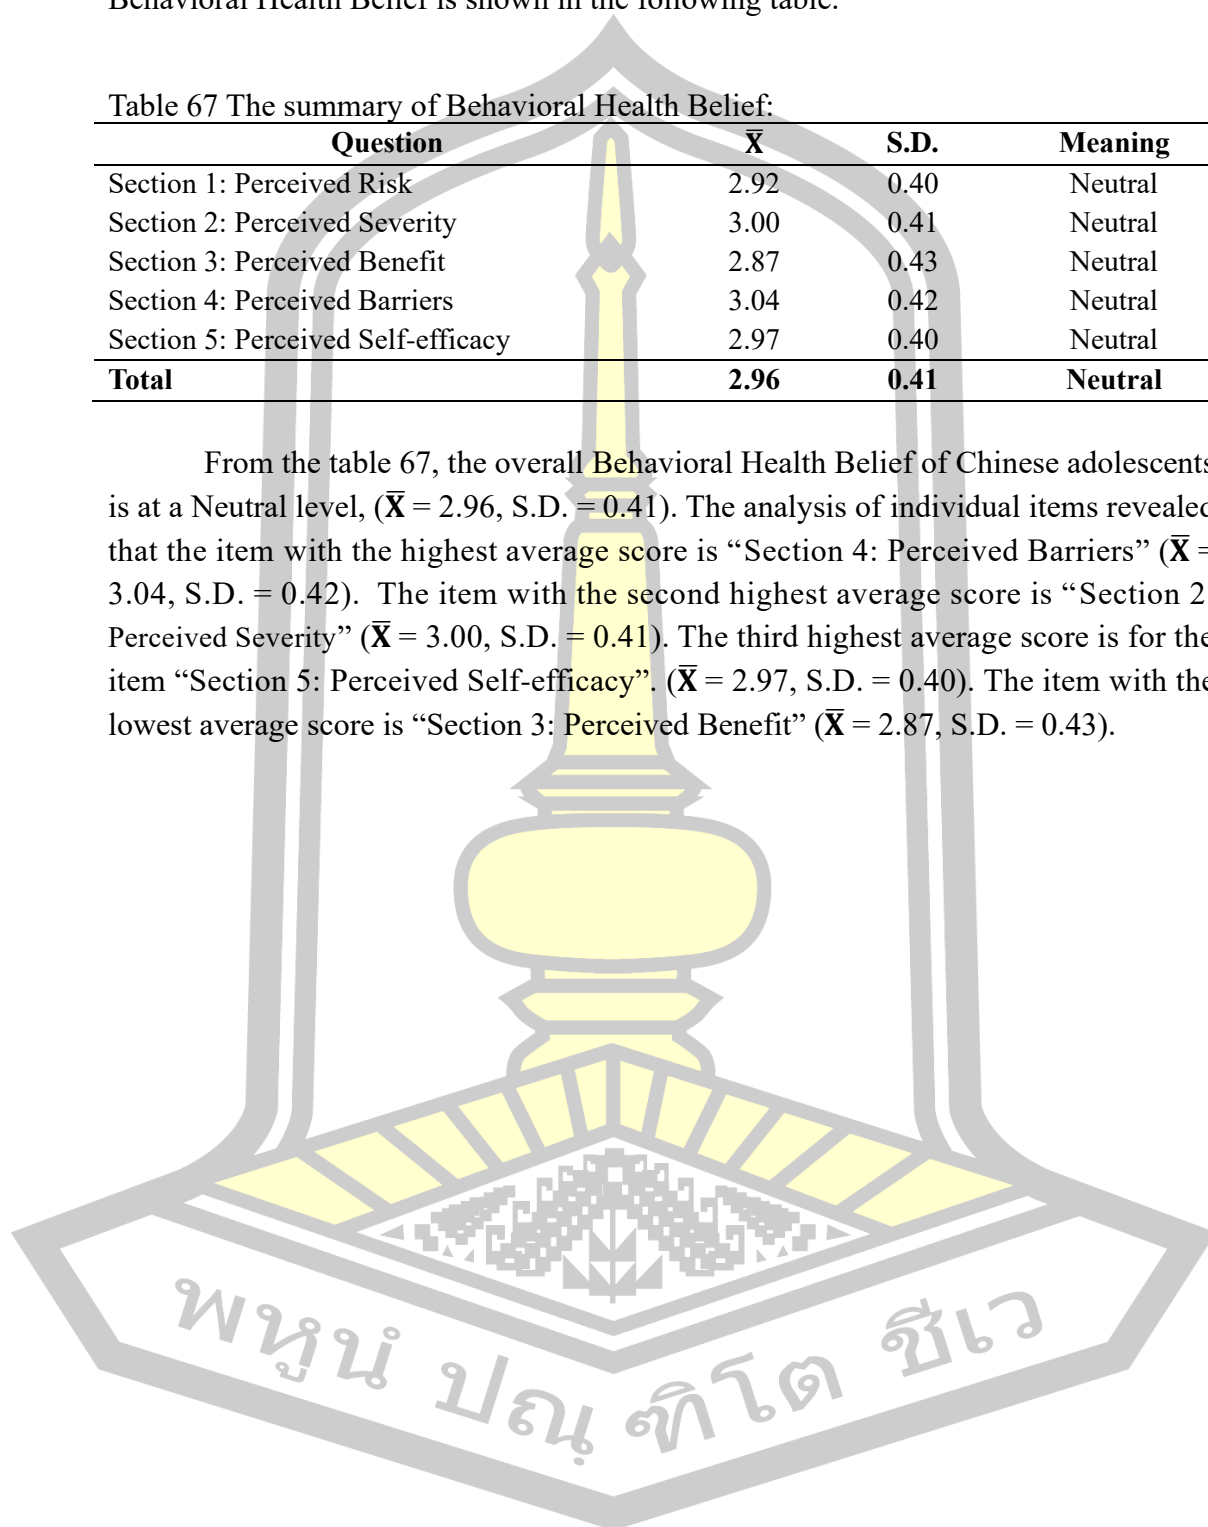 Behavioral Health Belief is shown in the following table.
Table 67 The summary of Behavioral Health Belief:
Question X̄ S.D. Meaning
Section 1: Perceived Risk 2.92 0.40 Neutral
Section 2: Perceived Severity 3.00 0.41 Neutral
Section 3: Perceived Benefit 2.87 0.43 Neutral
Section 4: Perceived Barriers 3.04 0.42 Neutral
Section 5: Perceived Self-efficacy 2.97 0.40 Neutral
Total 2.96 0.41 Neutral
From the table 67, the overall Behavioral Health Belief of Chinese adolescents
is at a Neutral level, (X̄ = 2.96, S.D. = 0.41). The analysis of individual items revealed
that the item with the highest average score is “Section 4: Perceived Barriers” (X̄ =
3.04, S.D. = 0.42). The item with the second highest average score is “Section 2
Perceived Severity” (X̄ = 3.00, S.D. = 0.41). The third highest average score is for the
item “Section 5: Perceived Self-efficacy”. (X̄ = 2.97, S.D. = 0.40). The item with the
lowest average score is “Section 3: Perceived Benefit” (X̄ = 2.87, S.D. = 0.43).
พหูนํ ปณฺฑิโต ชีเว